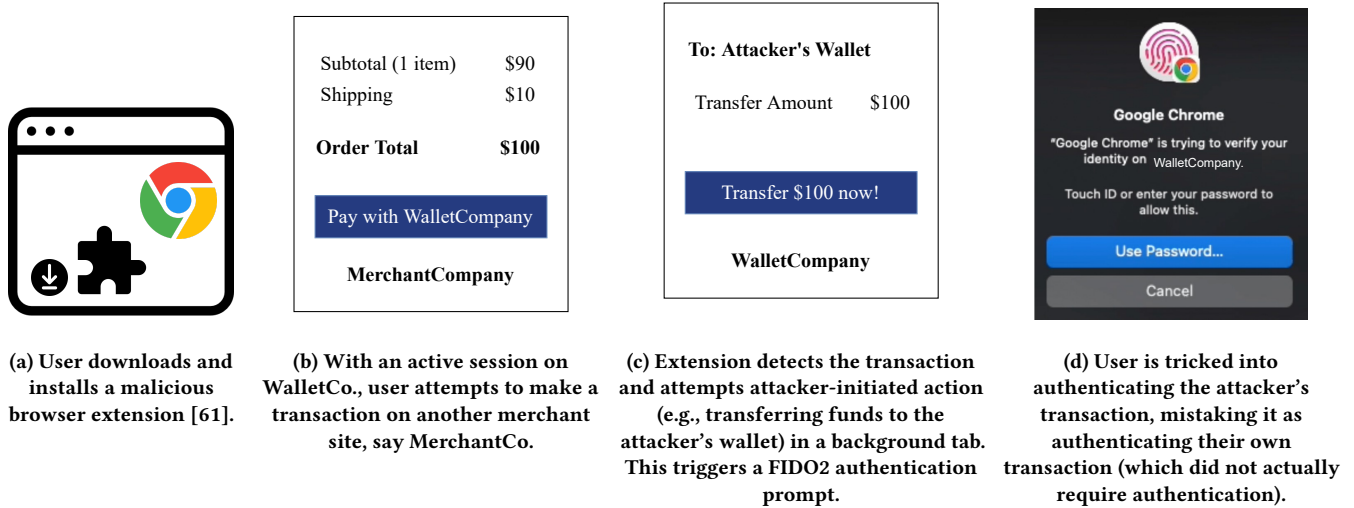 Subtotal (1 item) $90
Shipping $10
Order Total $100
Pay with WalletCompany
MerchantCompany
To: Attacker's Wallet
Transfer Amount $100
Transfer $100 now!
WalletCompany
Google Chrome
"Google Chrome" is trying to verify your
identity on WalletCompany.
Touch ID or enter your password to
allow this.
Use Password...
Cancel
(a) User downloads and
installs a malicious
browser extension [61].
(b) With an active session on
WalletCo., user attempts to make a
transaction on another merchant
site, say MerchantCo.
(c) Extension detects the transaction
and attempts attacker-initiated action
(e.g., transferring funds to the
attacker's wallet) in a background tab.
This triggers a FIDO2 authentication
prompt.
(d) User is tricked into
authenticating the attacker's
transaction, mistaking it as
authenticating their own
transaction (which did not actually
require authentication).